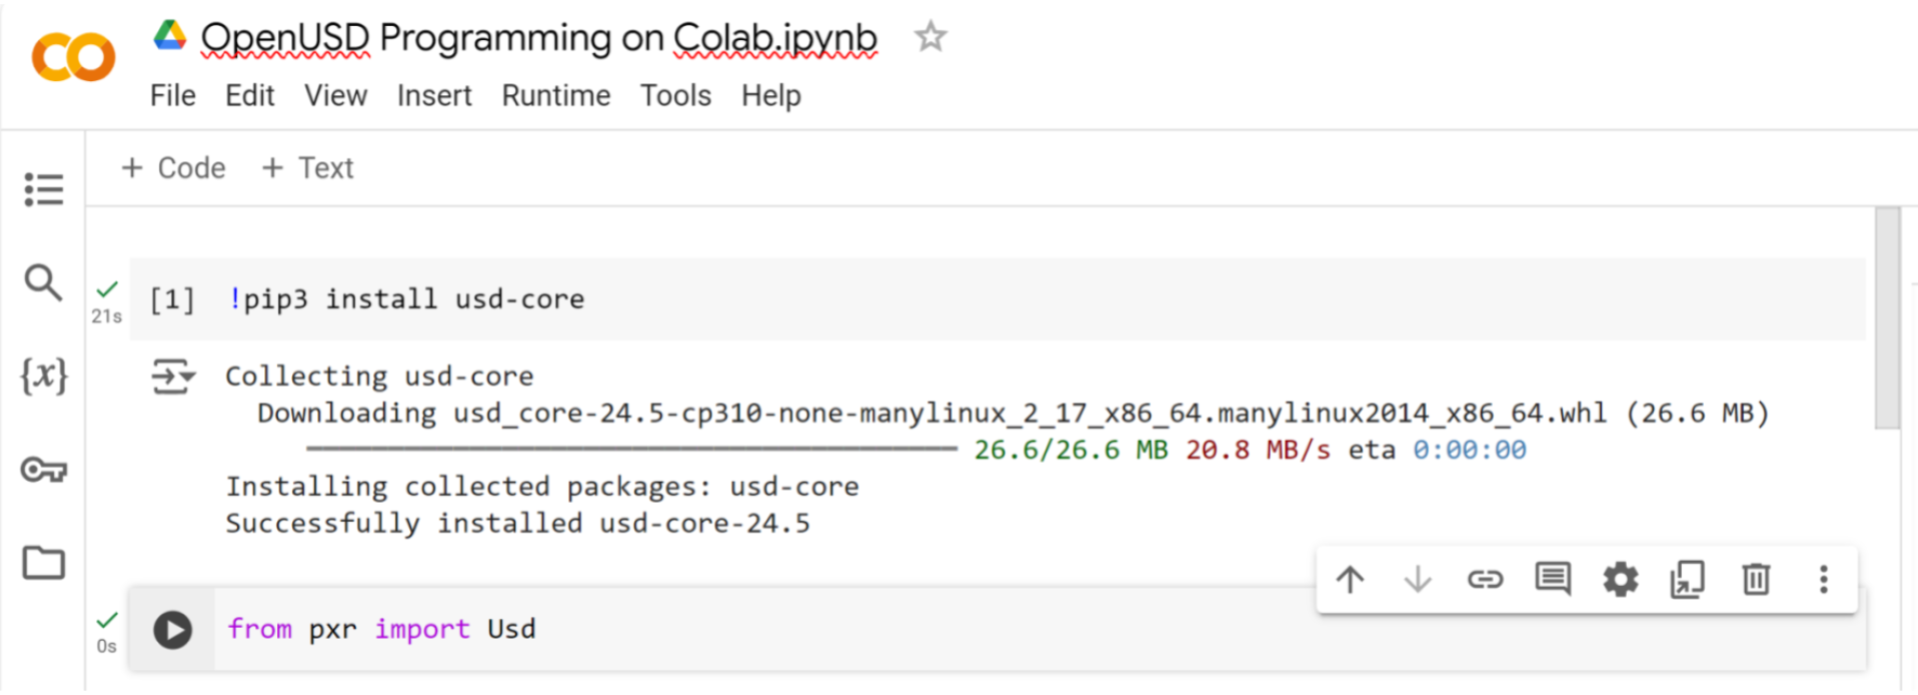 OpenUSD Programming on Colab.ipynb
File Edit View Insert Runtime Tools Help
+ Code + Text
[1] !pip3 install usd-core
21s
{x}
Collecting usd-core
Downloading usd_core-24.5-cp310-none-manylinux_2_17_x86_64.manylinux2014_x86_64.whl (26.6 MB)
26.6/26.6 MB 20.8 MB/s eta 0:00:00
Installing collected packages: usd-core
Successfully installed usd-core-24.5
from pxr import Usd
0s